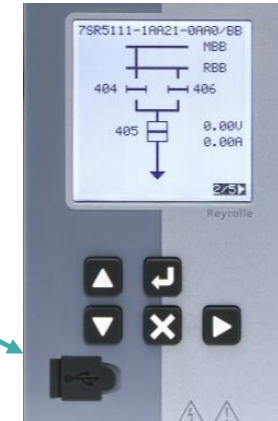 7SR5111-1AA21-0AA0/BB
MBB
RBB
404
406
405
0.00V
0.00A
2/5
Reyrolle